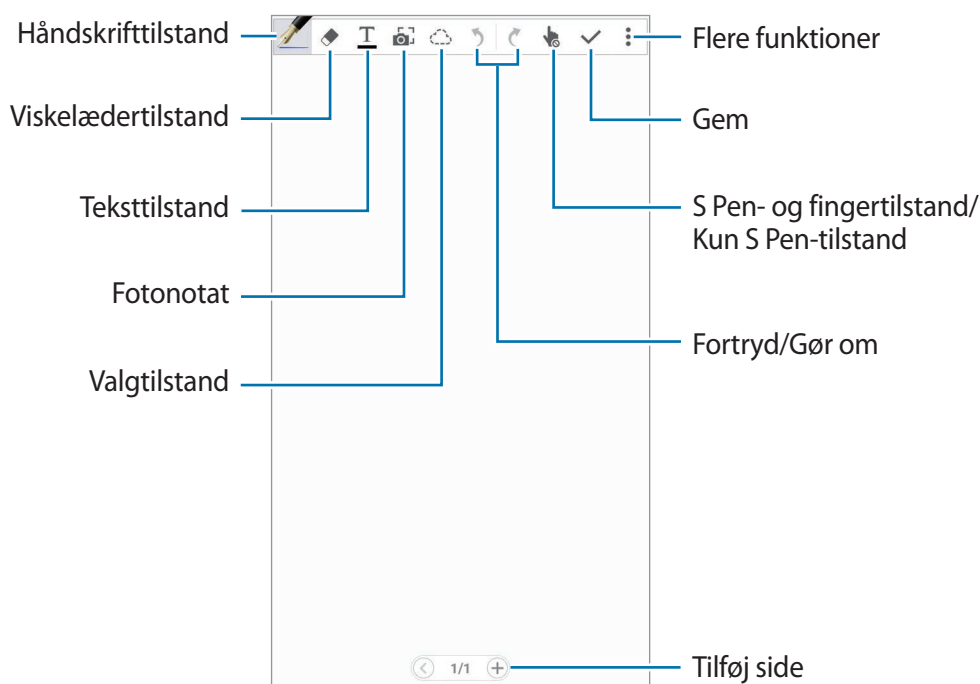 Håndskrifttilstand
Viskelædertilstand
Teksttilstand
Fotonotat
Valgtilstand
T
Flere funktioner
Gem
S Pen- og fingertilstand/
Kun S Pen-tilstand
Fortryd/Gør om
1/1
Tilføj side